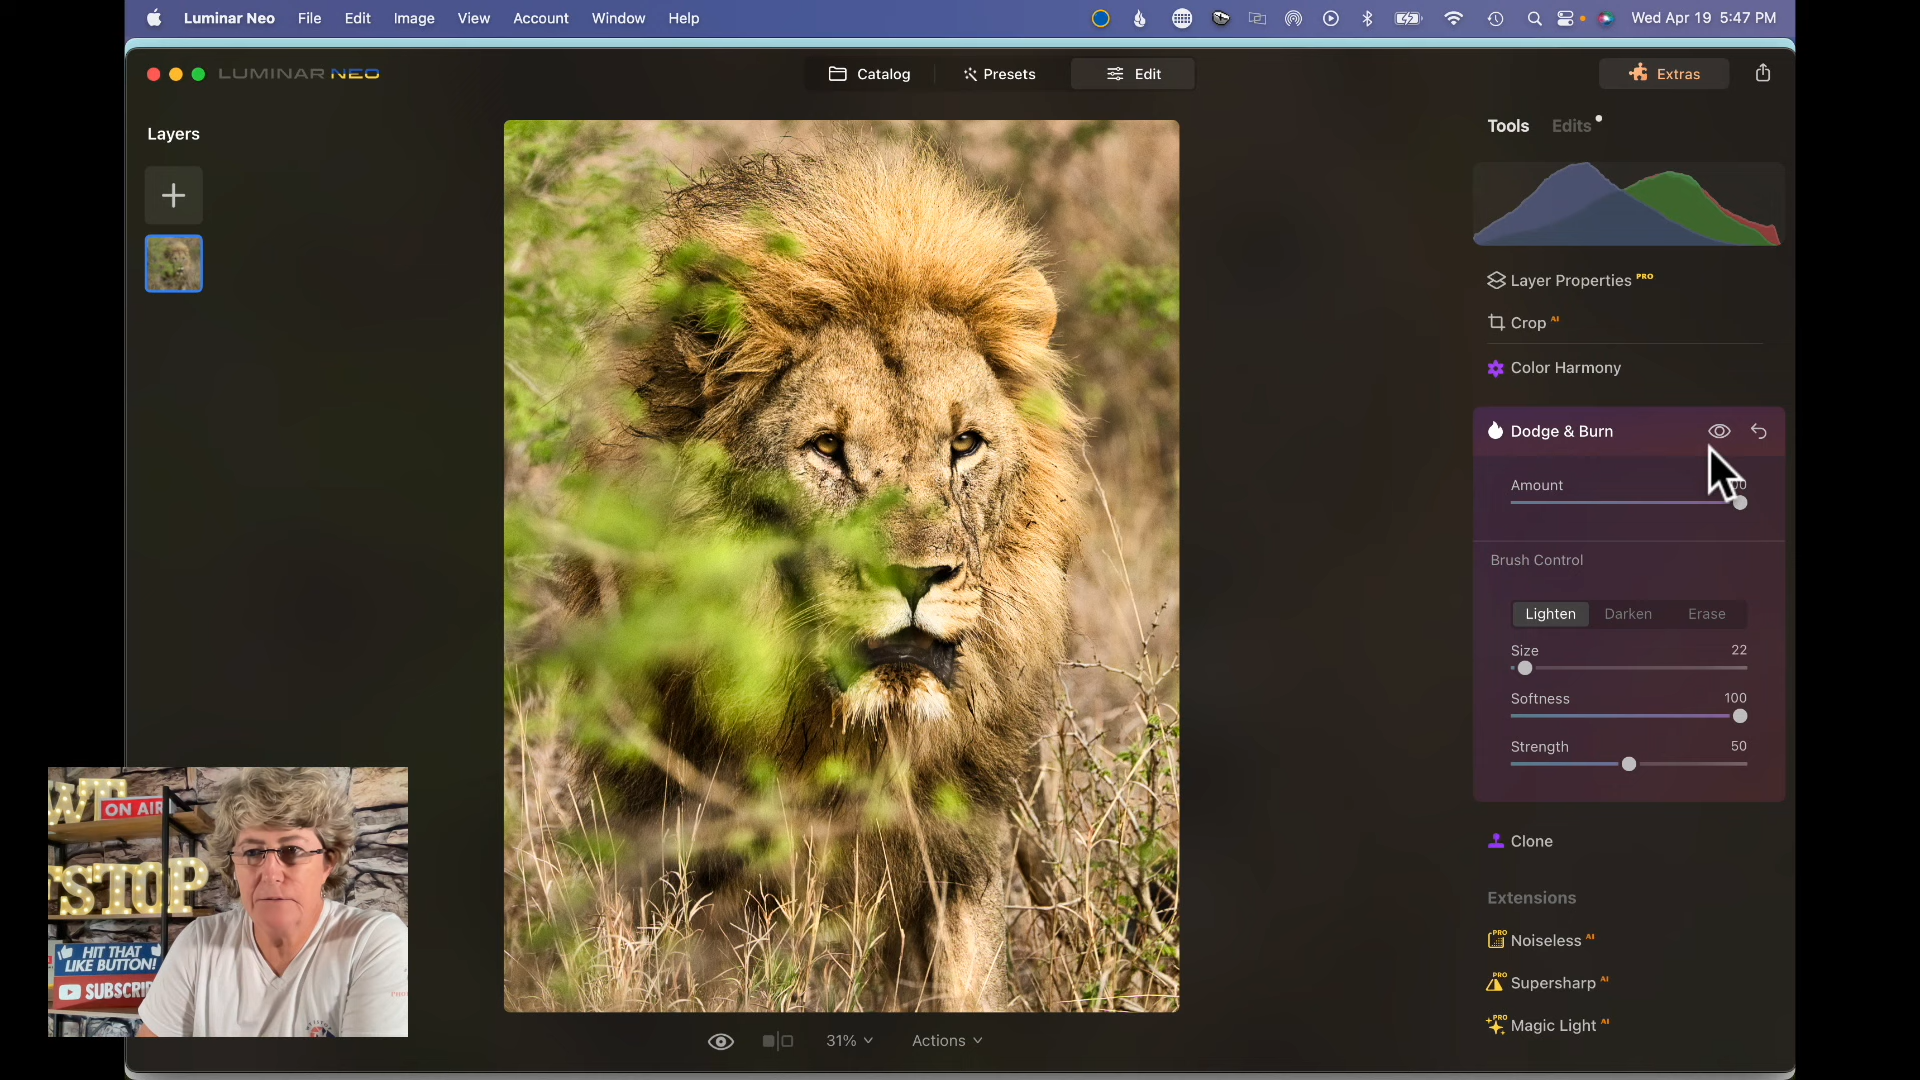 Luminar Neo File Edit Image View Account Window Help Wed Apr 19 5:47 PM
LUMINAR NEO Catalog Presets Edit Extras
Layers
Tools Edits
Layer Properties PRO
Crop AI
Color Harmony
Dodge & Burn
Amount
Brush Control
Lighten Darken Erase
Size 22
Softness 100
Strength 50
Clone
Extensions
PRO Noiseless AI
PRO Supersharp AI
PRO Magic Light AI
31% Actions
ON AIR
STOP
HIT THAT
LIKE BUTTON!